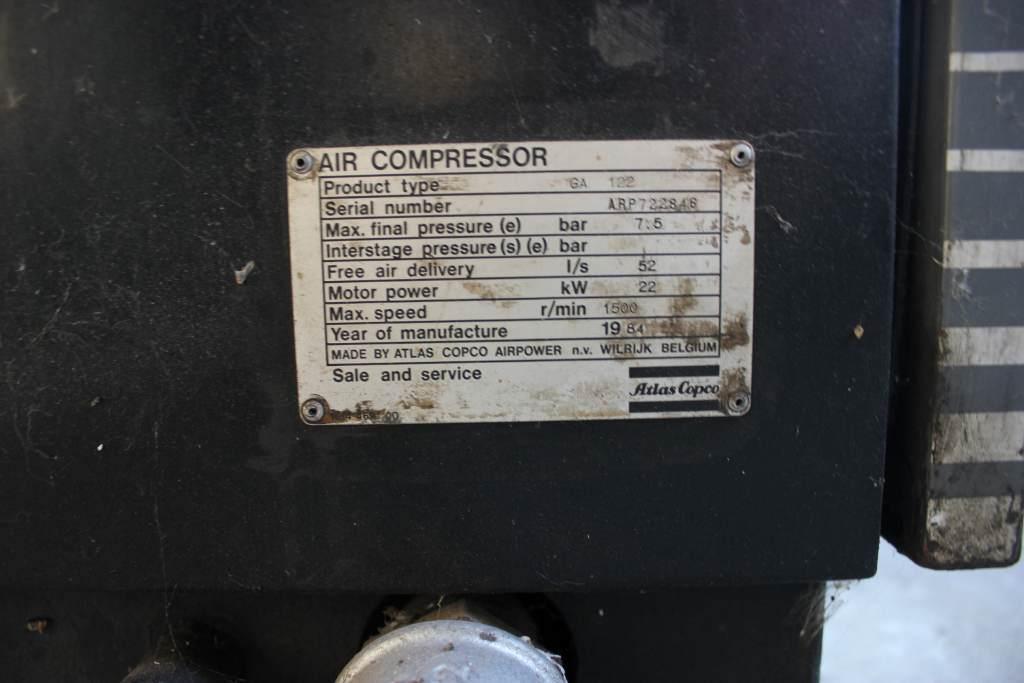 AIR COMPRESSOR
Product type GA 122
Serial number ARP722848
Max. final pressure (e) bar 7.5
Interstage pressure (s) (e) bar
Free air delivery l/s 52
Motor power kW 22
Max. speed r/min 1500
Year of manufacture 1984
MADE BY ATLAS COPCO AIRPOWER n.v. WILRIJK BELGIUM
Sale and service
Atlas Copco